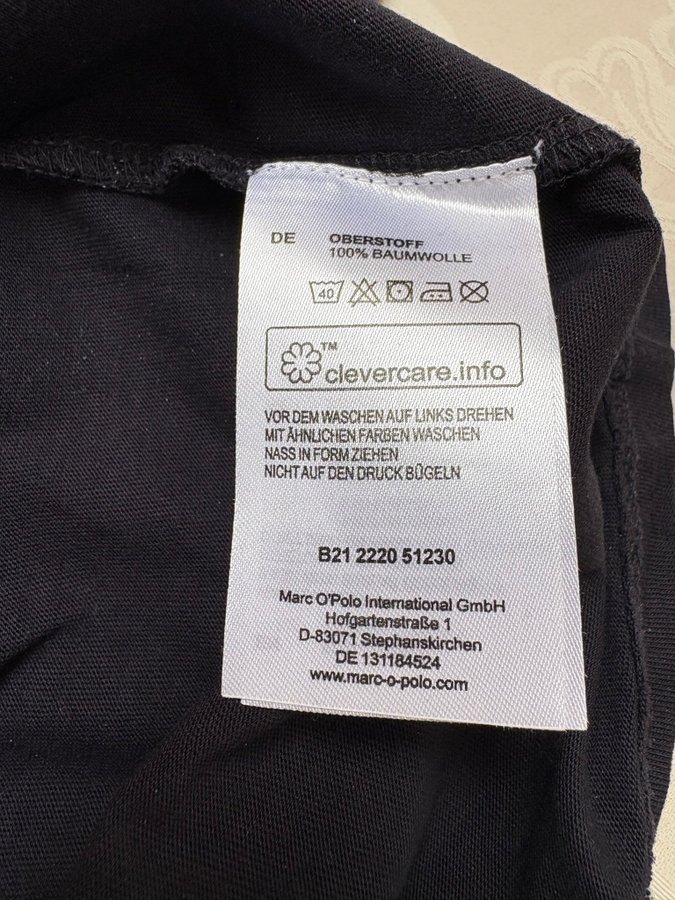 DE OBERSTOFF
100% BAUMWOLLE
40
™
clevercare.info
VOR DEM WASCHEN AUF LINKS DREHEN
MIT ÄHNLICHEN FARBEN WASCHEN
NASS IN FORM ZIEHEN
NICHT AUF DEN DRUCK BÜGELN
B21 2220 51230
Marc O'Polo International GmbH
Hofgartenstraße 1
D-83071 Stephanskirchen
DE 131184524
www.marc-o-polo.com